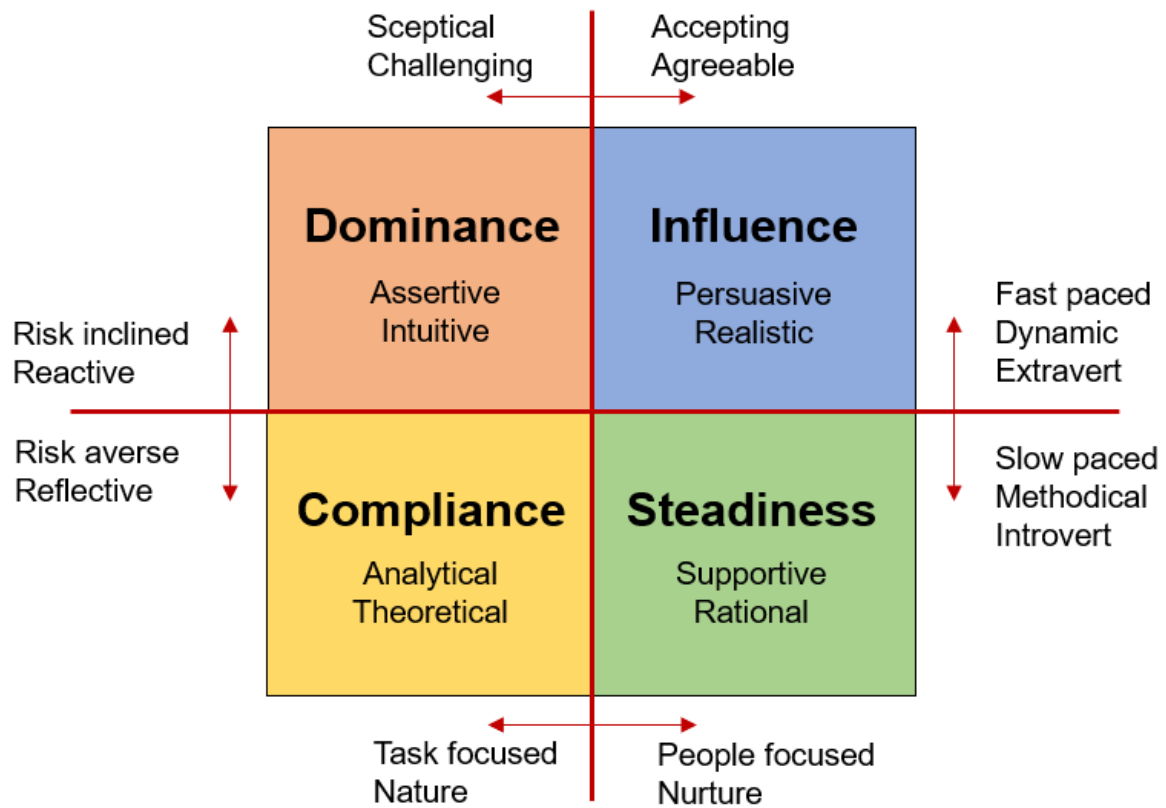 Sceptical
Challenging
Accepting
Agreeable
Dominance
Assertive
Intuitive
Influence
Persuasive
Realistic
Risk inclined
Reactive
Fast paced
Dynamic
Extravert
Risk averse
Reflective
Slow paced
Methodical
Introvert
Compliance
Analytical
Theoretical
Steadiness
Supportive
Rational
Task focused
Nature
People focused
Nurture